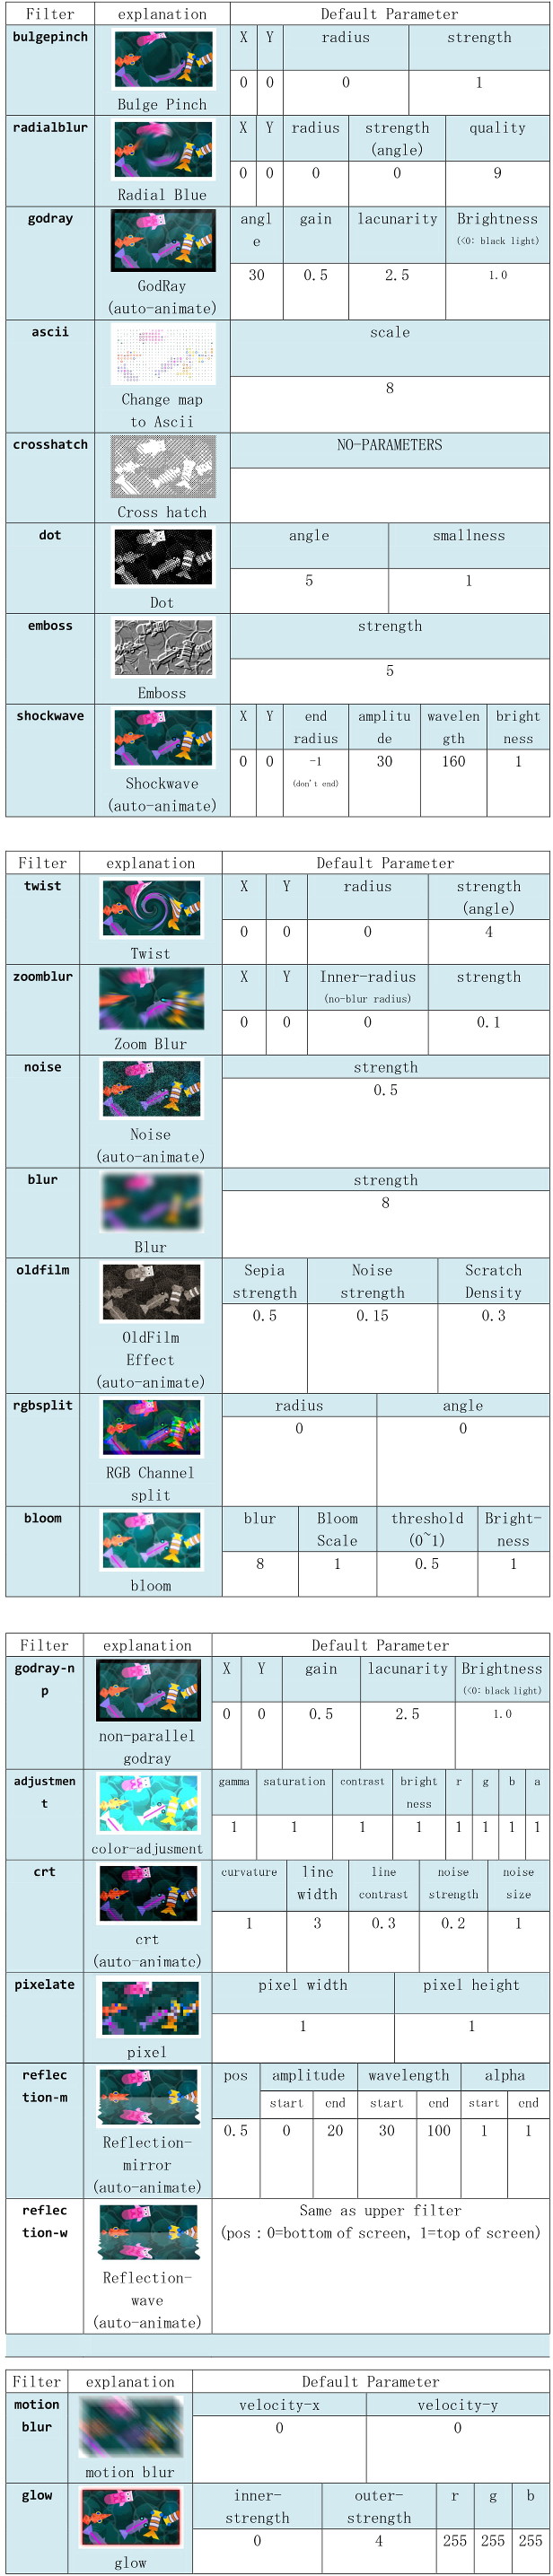 Filter explanation Default Parameter
bulgepinch X Y radius strength
0 0 0 1
Bulge Pinch
radialblur X Y radius strength quality
(angle)
0 0 0 0 9
Radial Blue
godray angl gain lacunarity Brightness
e (<0: black light)
30 0.5 2.5 1.0
GodRay
(auto-animate)
ascii scale
8
Change map
to Ascii
crosshatch NO-PARAMETERS
Cross hatch
dot angle smallness
5 1
Dot
emboss strength
5
Emboss
shockwave X Y end amplitu wavelen bright
radius de gth ness
0 0 -1 30 160 1
Shockwave (don't end)
(auto-animate)
Filter explanation Default Parameter
twist X Y radius strength
(angle)
0 0 0 4
Twist
zoomblur X Y Inner-radius strength
(no-blur radius)
0 0 0 0.1
Zoom Blur
noise strength
0.5
Noise
(auto-animate)
blur strength
8
Blur
oldfilm Sepia Noise Scratch
strength strength Density
0.5 0.15 0.3
OldFilm
Effect
(auto-animate)
rgbsplit radius angle
0 0
RGB Channel
split
bloom blur Bloom threshold Bright-
Scale (0~1) ness
8 1 0.5 1
bloom
Filter explanation Default Parameter
godray-n X Y gain lacunarity Brightness
p (<0: black light)
0 0 0.5 2.5 1.0
non-parallel
godray
adjustmen gamma saturation contrast bright r g b a
t ness
1 1 1 1 1 1 1 1
color-adjusment
crt curvature line line noise noise
width contrast strength size
1 3 0.3 0.2 1
crt
(auto-animate)
pixelate pixel width pixel height
1 1
pixel
reflec pos amplitude wavelength alpha
tion-m start end start end start end
0.5 0 20 30 100 1 1
Reflection-
mirror
(auto-animate)
reflec Same as upper filter
tion-w (pos : 0=bottom of screen, 1=top of screen)
Reflection-
wave
(auto-animate)
Filter explanation Default Parameter
motion velocity-x velocity-y
blur 0 0
motion blur
glow inner- outer- r g b
strength strength
0 4 255 255 255
glow